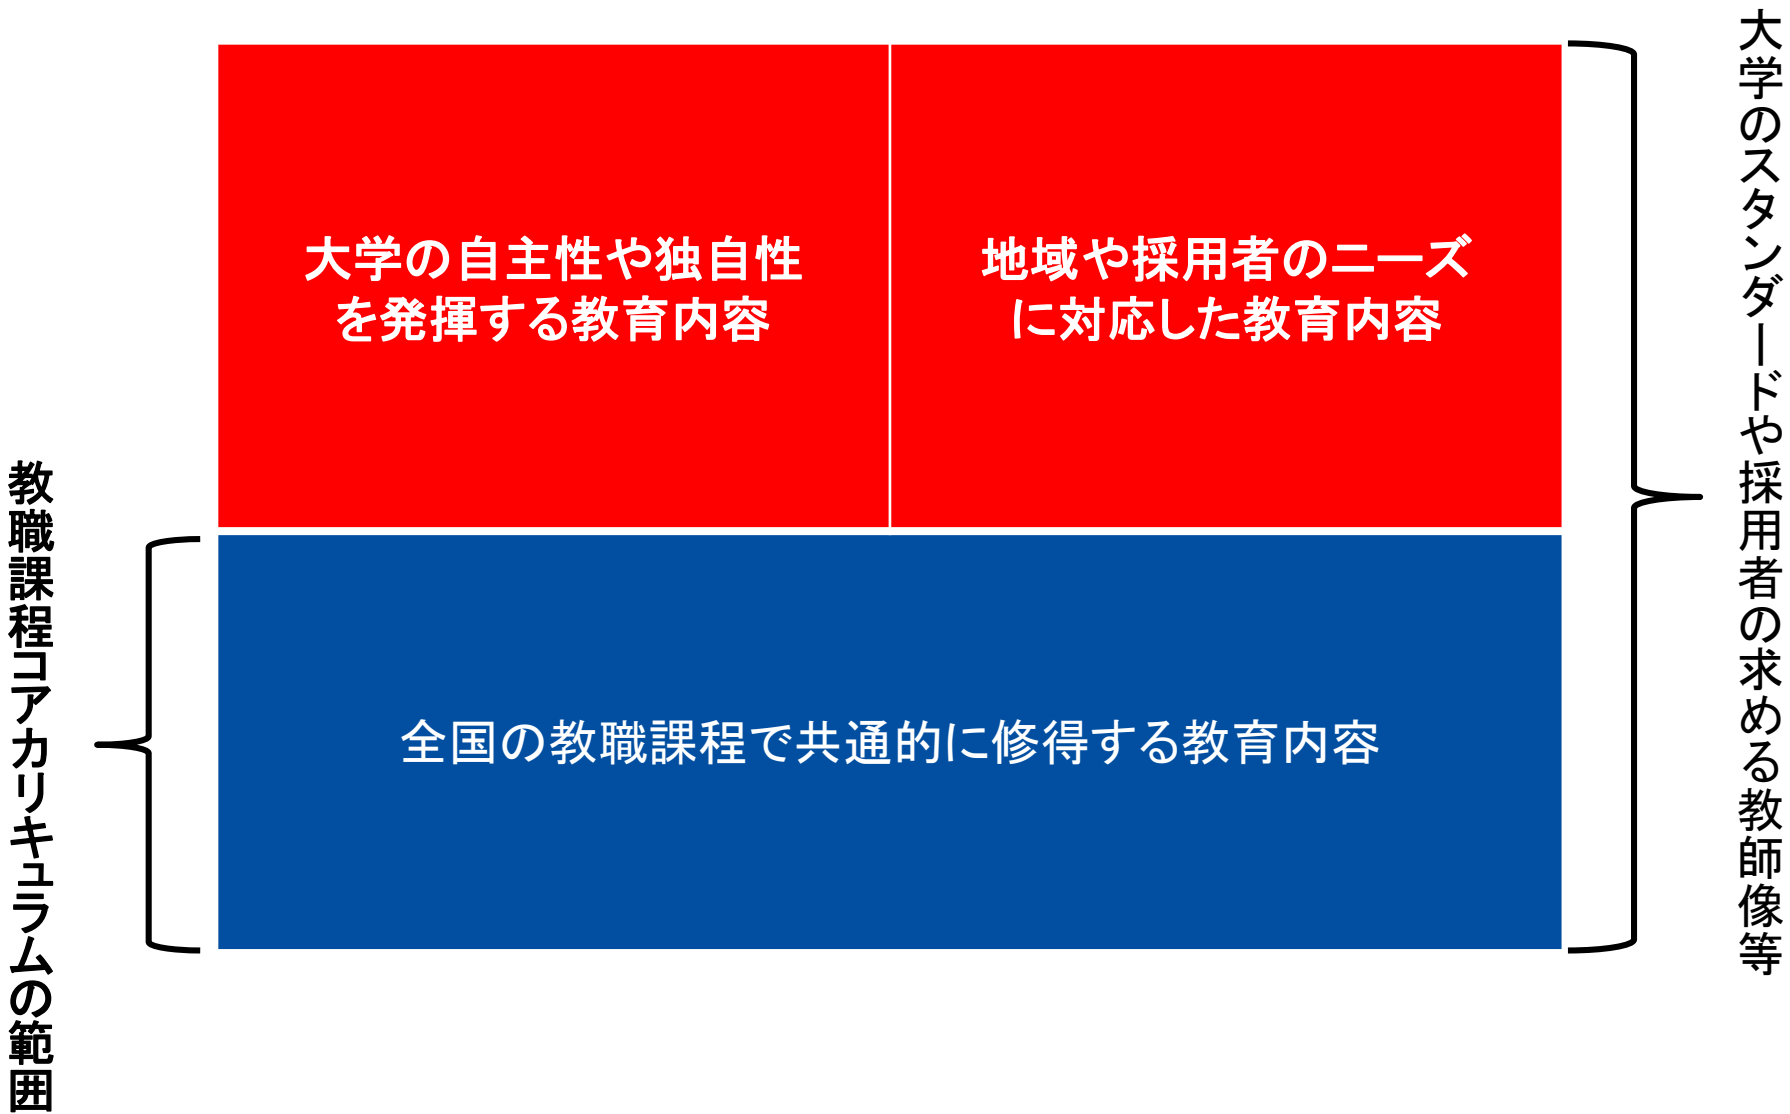 大学の自主性や独自性
を発揮する教育内容
地域や採用者のニーズ
に対応した教育内容
全国の教職課程で共通的に修得する教育内容
教職課程コアカリキュラムの範囲
大学のスタンダードや採用者の求める教師像等